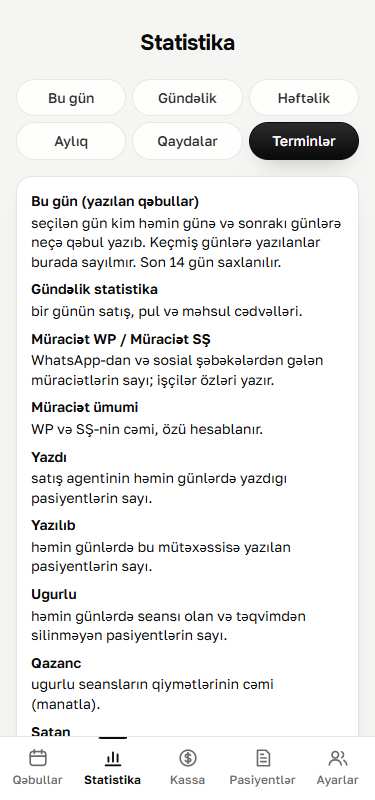 Statistika
Bu gün
Gündəlik
Həftəlik
Aylıq
Qaydalar
Terminlər
Bu gün (yazılan qəbullar)
seçilən gün kim həmin günə və sonrakı günlərə
neçə qəbul yazıb. Keçmiş günlərə yazılanlar
burada sayılmır. Son 14 gün saxlanılır.
Gündəlik statistika
bir günün satış, pul və məhsul cədvəlləri.
Müraciət WP / Müraciət SŞ
WhatsApp-dan və sosial şəbəkələrdən gələn
müraciətlərin sayı; işçilər özləri yazır.
Müraciət ümumi
WP və SŞ-nin cəmi, özü hesablanır.
Yazdı
satış agentinin həmin günlərdə yazdıgı
pasiyentlərin sayı.
Yazılıb
həmin günlərdə bu mütəxəssisə yazılan
pasiyentlərin sayı.
Ugurlu
həmin günlərdə seansı olan və təqvimdən
silinməyən pasiyentlərin sayı.
Qazanc
ugurlu seansların qiymətlərinin cəmi
(manatla).
Satan
Qəbullar
Statistika
Kassa
Pasiyentlər
Ayarlar